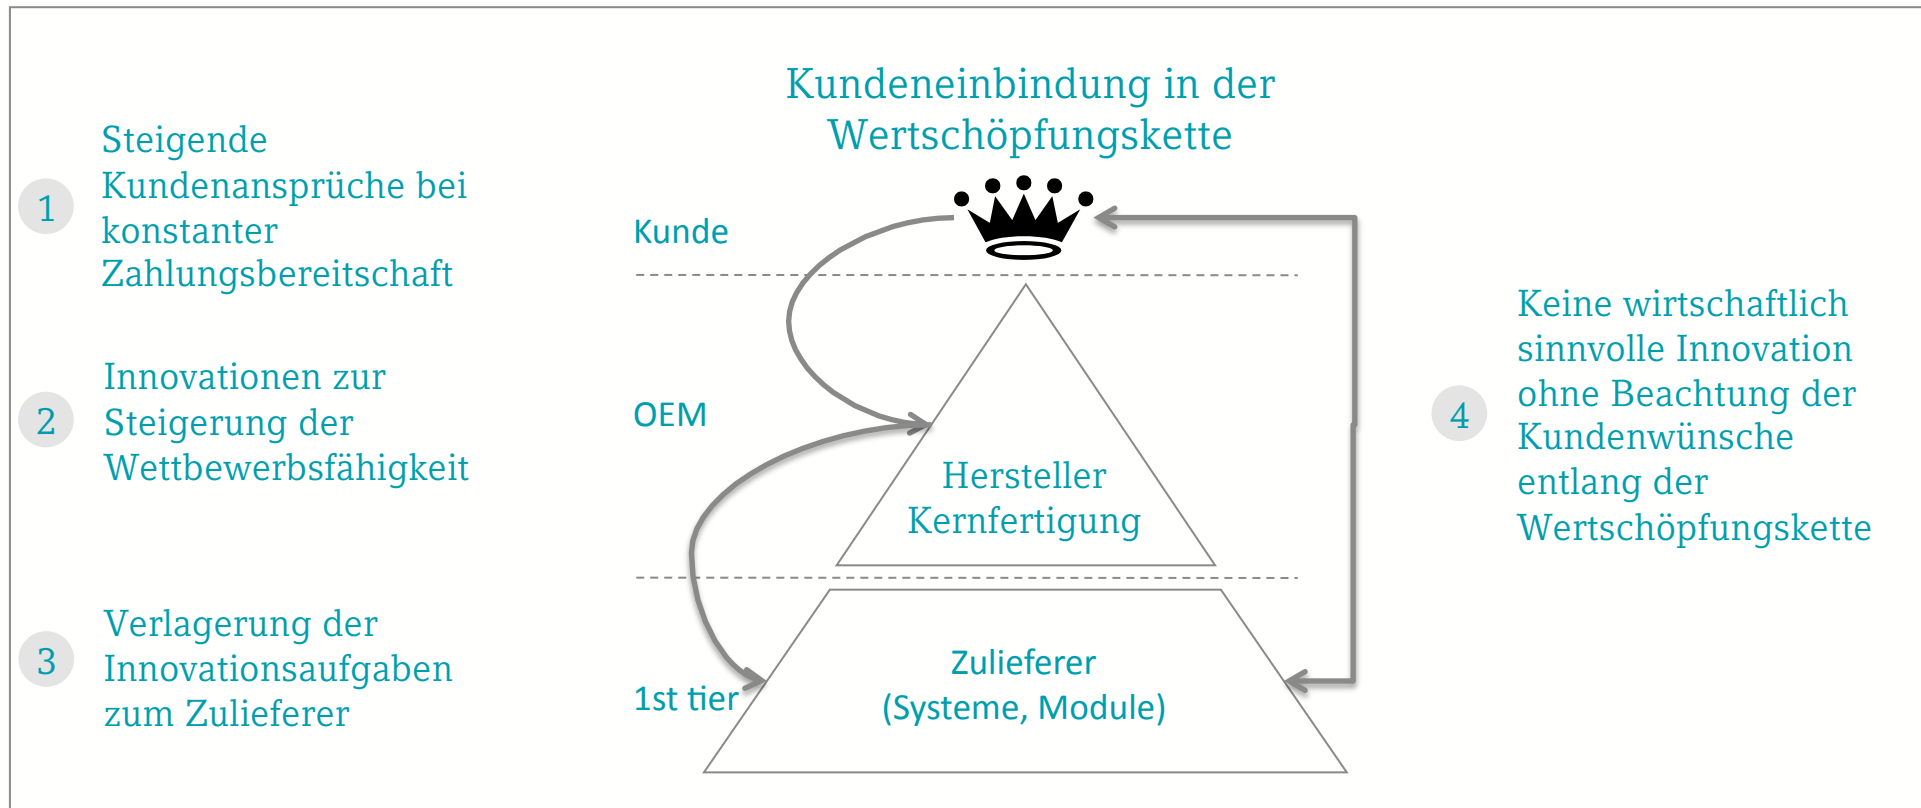 Kundeneinbindung in der
Wertschöpfungskette
1
Steigende
Kundenansprüche bei
konstanter
Zahlungsbereitschaft
2
Innovationen zur
Steigerung der
Wettbewerbsfähigkeit
3
Verlagerung der
Innovationsaufgaben
zum Zulieferer
Kunde
OEM
1st tier
Hersteller
Kernfertigung
Zulieferer
(Systeme, Module)
4
Keine wirtschaftlich
sinnvolle Innovation
ohne Beachtung der
Kundenwünsche
entlang der
Wertschöpfungskette